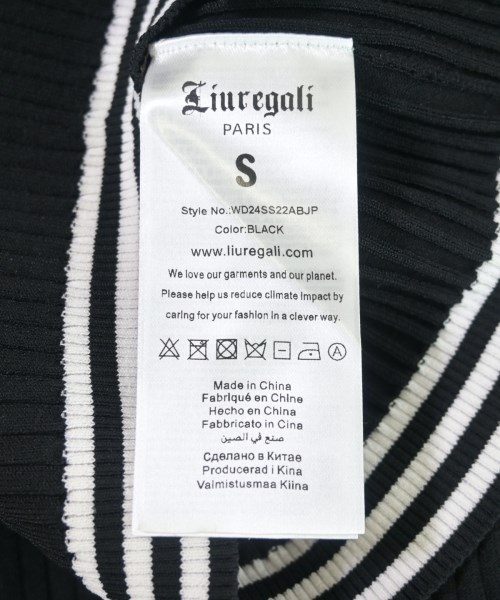 Liuregali
PARIS
S
Style No.:WD24SS22ABJP
Color:BLACK
www.liuregali.com
We love our garments and our planet.
Please help us reduce climate impact by
caring for your fashion in a clever way.
A
Made in China
Fabriqué en Chine
Hecho en China
Fabbricato in Cina
صنع في الصين
Сделано в Китае
Producerad i Kina
Valmistusmaa Kiina